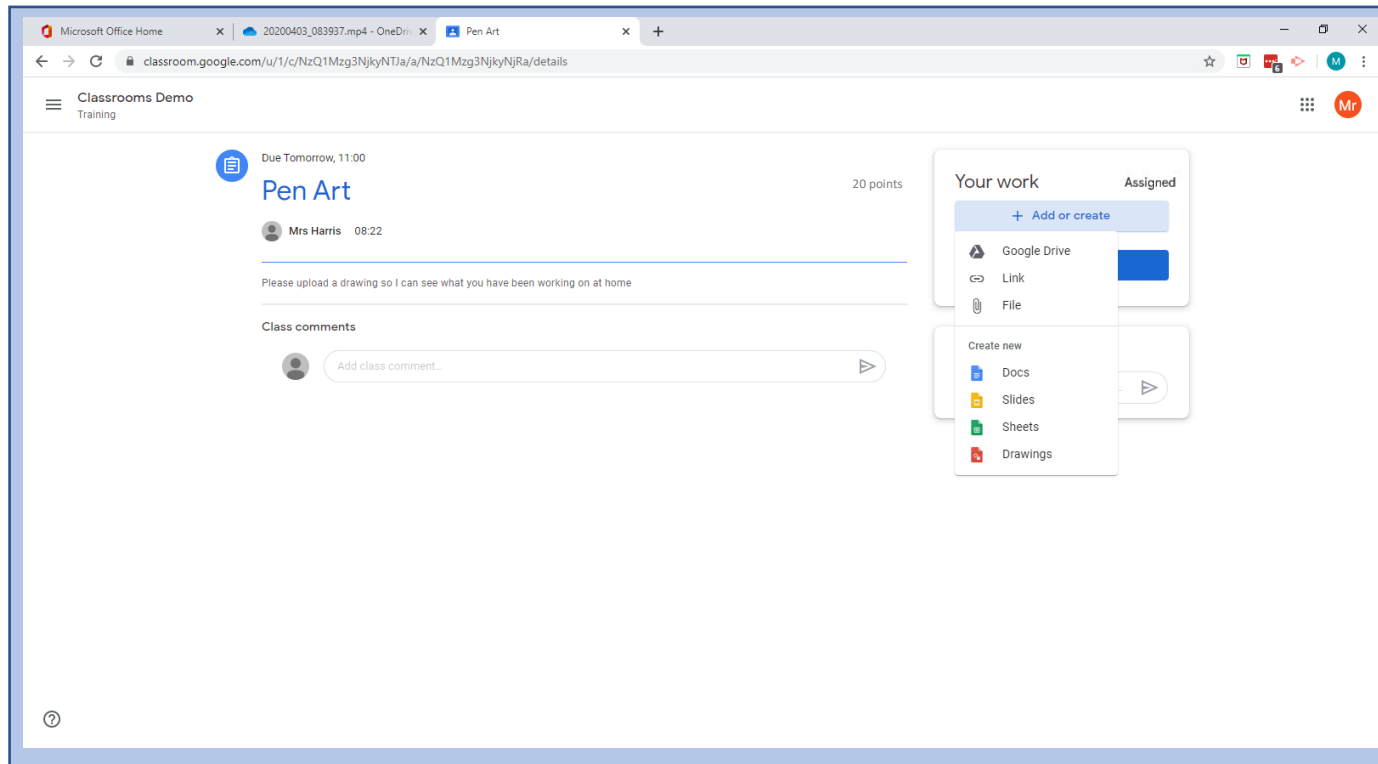 Microsoft Office Home
20200403_083937.mp4 - OneDri
Pen Art
classroom.google.com/u/1/c/NzQ1Mzg3NjkyNTJa/a/NzQ1Mzg3NjkyNjRa/details
6
M
Classrooms Demo
Training
Mr
Due Tomorrow, 11:00
Pen Art
20 points
Mrs Harris 08:22
Please upload a drawing so I can see what you have been working on at home
Class comments
Add class comment...
Your work
Assigned
+ Add or create
Google Drive
Link
File
Create new
Docs
Slides
Sheets
Drawings